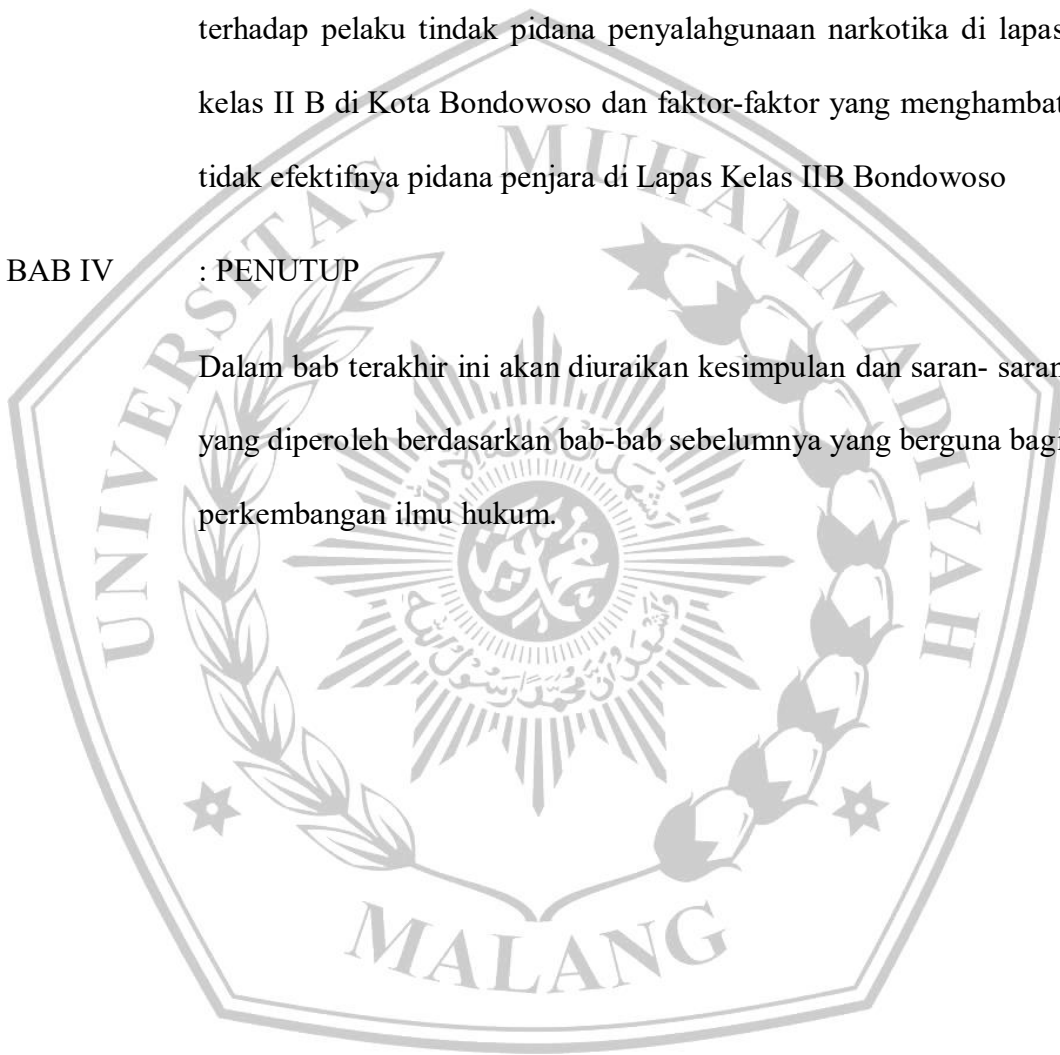 terhadap pelaku tindak pidana penyalahgunaan narkotika di lapas
kelas II B di Kota Bondowoso dan faktor-faktor yang menghambat
tidak efektifnya pidana penjara di Lapas Kelas IIB Bondowoso
BAB IV : PENUTUP
Dalam bab terakhir ini akan diuraikan kesimpulan dan saran- saran
yang diperoleh berdasarkan bab-bab sebelumnya yang berguna bagi
perkembangan ilmu hukum.
UNIVERSITAS MUHAMMADIYAH
MALANG